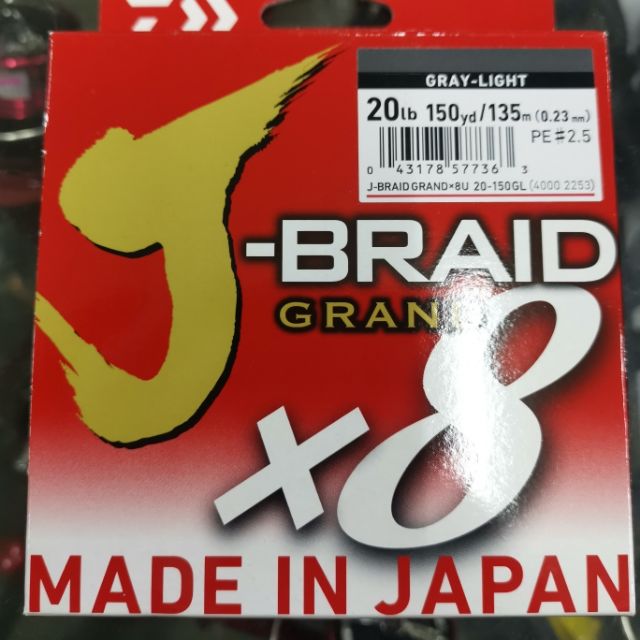 GRAY-LIGHT
20lb 150yd/135m (0.23mm)
PE#2.5
0 43178 57736 3
J-BRAID GRAND×8U 20-150GL (4000 2253)
J-BRAID
GRAND
×8
MADE IN JAPAN